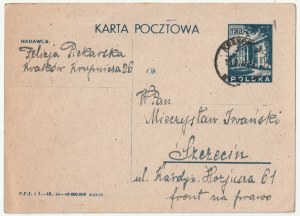 KARTA POCZTOWA
NADAWCA:
Felicja Piekarska
Kraków Krupnicza 26
W. Pan
Mieczysław Iwański
Szczecin
ul. Kardyn. Hozjusza 61
front na prawo
POLSKA